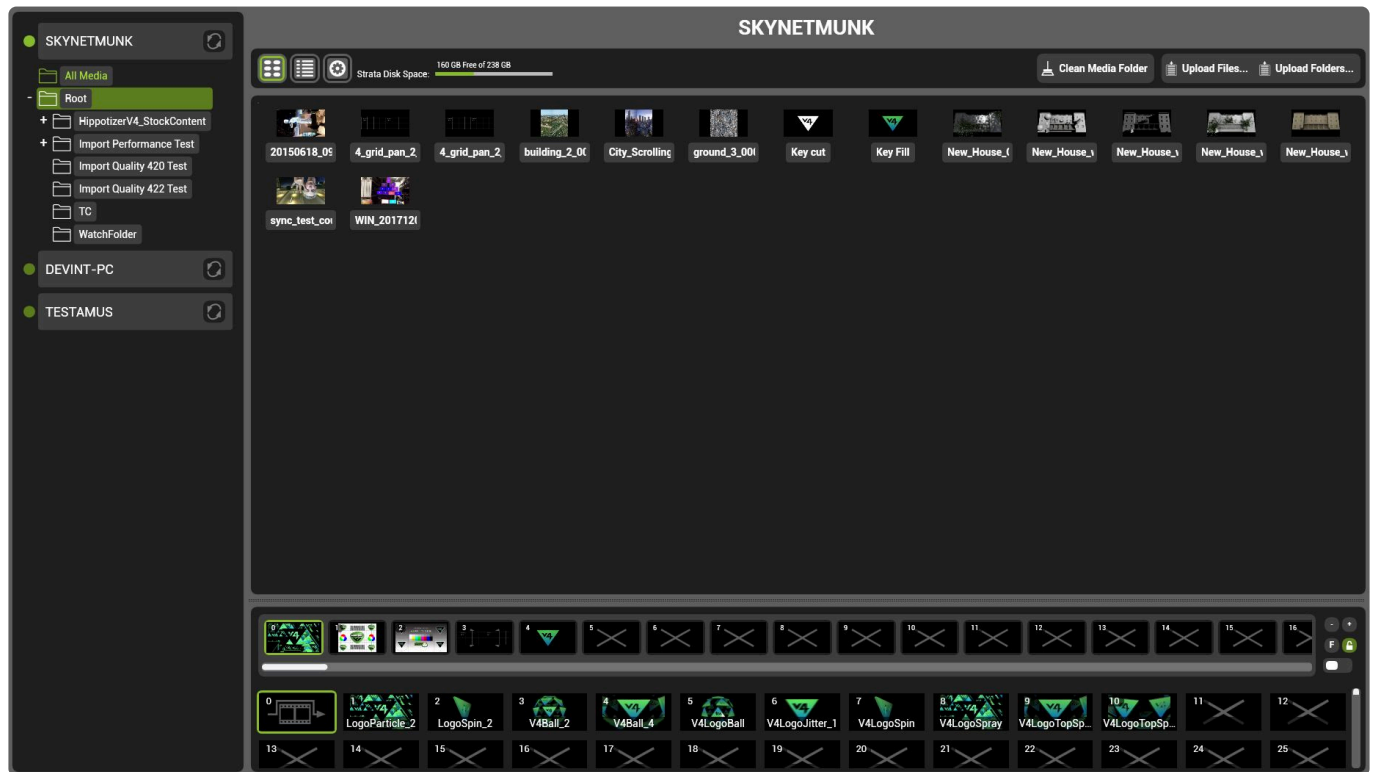 SKYNETMUNK
SKYNETMUNK
All Media
Root
HippotizerV4_StockContent
Import Performance Test
Import Quality 420 Test
Import Quality 422 Test
TC
WatchFolder
DEVINT-PC
TESTAMUS
Strata Disk Space:
160 GB Free of 238 GB
Clean Media Folder
Upload Files...
Upload Folders...
20150618_09
4_grid_pan_2_
4_grid_pan_2_
building_2_00
City_Scrolling
ground_3_000
Key cut
Key Fill
New_House_
New_House_
New_House_
New_House_
New_House_
sync_test_cou
WIN_2017120
0 1 2 3 4 5 6 7 8 9 10 11 12 13 14 15 16
- +
F
0 1 2 3 4 5 6 7 8 9 10 11 12
LogoParticle_2 LogoSpin_2 V4Ball_2 V4Ball_4 V4LogoBall V4LogoJitter_1 V4LogoSpin V4LogoSpray V4LogoTopSp... V4LogoTopSp...
13 14 15 16 17 18 19 20 21 22 23 24 25